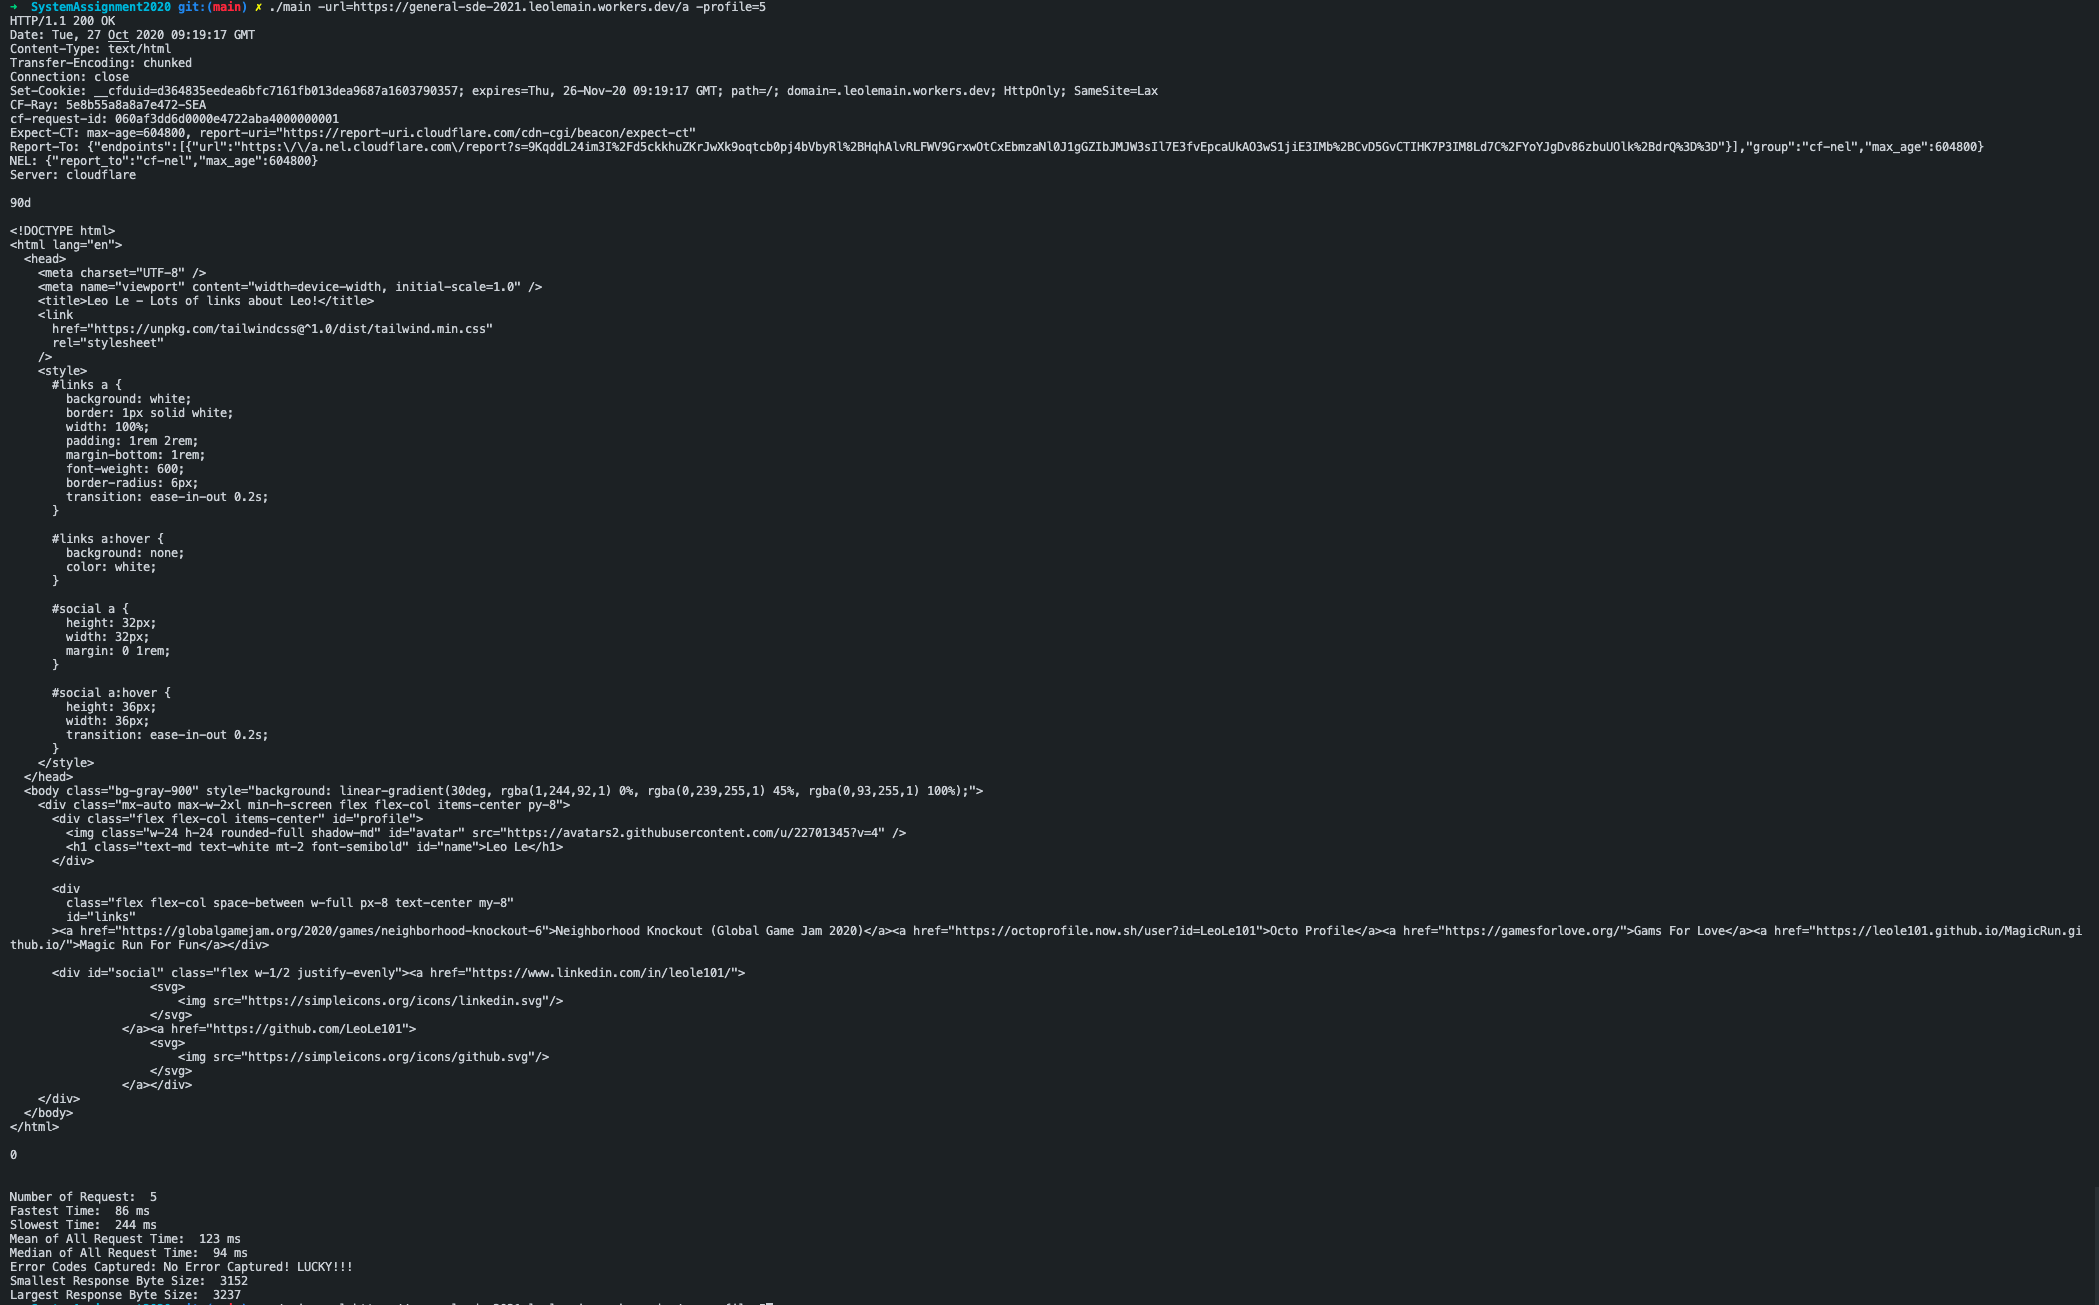 ➜  SystemAssignment2020 git:(main) ✗ ./main -url=https://general-sde-2021.leolemain.workers.dev/a -profile=5
HTTP/1.1 200 OK
Date: Tue, 27 Oct 2020 09:19:17 GMT
Content-Type: text/html
Transfer-Encoding: chunked
Connection: close
Set-Cookie: __cfduid=d364835eedea6bfc7161fb013dea9687a1603790357; expires=Thu, 26-Nov-20 09:19:17 GMT; path=/; domain=.leolemain.workers.dev; HttpOnly; SameSite=Lax
CF-Ray: 5e8b55a8a8a7e472-SEA
cf-request-id: 060af3dd6d0000e4722aba4000000001
Expect-CT: max-age=604800, report-uri="https://report-uri.cloudflare.com/cdn-cgi/beacon/expect-ct"
Report-To: {"endpoints":[{"url":"https:\/\/a.nel.cloudflare.com\/report?s=9KqddL24im3I%2Fd5ckkhuZKrJwXk9oqtcb0pj4bVbyRl%2BHqhAlvRLFWV9GrxwOtCxEbmzaNl0J1gGZIbJMJW3sIl7E3fvEpcaUkAO3wS1jiE3IMb%2BCvD5GvCTIHK7P3IM8Ld7C%2FYoYJgDv86zbuUOlk%2BdrQ%3D%3D"}],"group":"cf-nel","max_age":604800}
NEL: {"report_to":"cf-nel","max_age":604800}
Server: cloudflare
90d
<!DOCTYPE html>
<html lang="en">
  <head>
    <meta charset="UTF-8" />
    <meta name="viewport" content="width=device-width, initial-scale=1.0" />
    <title>Leo Le - Lots of links about Leo!</title>
    <link
      href="https://unpkg.com/tailwindcss@^1.0/dist/tailwind.min.css"
      rel="stylesheet"
    />
    <style>
      #links a {
        background: white;
        border: 1px solid white;
        width: 100%;
        padding: 1rem 2rem;
        margin-bottom: 1rem;
        font-weight: 600;
        border-radius: 6px;
        transition: ease-in-out 0.2s;
      }
      #links a:hover {
        background: none;
        color: white;
      }
      #social a {
        height: 32px;
        width: 32px;
        margin: 0 1rem;
      }
      #social a:hover {
        height: 36px;
        width: 36px;
        transition: ease-in-out 0.2s;
      }
    </style>
  </head>
  <body class="bg-gray-900" style="background: linear-gradient(30deg, rgba(1,244,92,1) 0%, rgba(0,239,255,1) 45%, rgba(0,93,255,1) 100%);">
    <div class="mx-auto max-w-2xl min-h-screen flex flex-col items-center py-8">
      <div class="flex flex-col items-center" id="profile">
        <img class="w-24 h-24 rounded-full shadow-md" id="avatar" src="https://avatars2.githubusercontent.com/u/22701345?v=4" />
        <h1 class="text-md text-white mt-2 font-semibold" id="name">Leo Le</h1>
      </div>
      <div
        class="flex flex-col space-between w-full px-8 text-center my-8"
        id="links"
      ><a href="https://globalgamejam.org/2020/games/neighborhood-knockout-6">Neighborhood Knockout (Global Game Jam 2020)</a><a href="https://octoprofile.now.sh/user?id=LeoLe101">Octo Profile</a><a href="https://gamesforlove.org/">Gams For Love</a><a href="https://leole101.github.io/MagicRun.gi
thub.io/">Magic Run For Fun</a></div>
      <div id="social" class="flex w-1/2 justify-evenly"><a href="https://www.linkedin.com/in/leole101/">
                    <svg>
                        <img src="https://simpleicons.org/icons/linkedin.svg"/>
                    </svg>
                </a><a href="https://github.com/LeoLe101">
                    <svg>
                        <img src="https://simpleicons.org/icons/github.svg"/>
                    </svg>
                </a></div>
    </div>
  </body>
</html>
0
Number of Request:  5
Fastest Time:  86 ms
Slowest Time:  244 ms
Mean of All Request Time:  123 ms
Median of All Request Time:  94 ms
Error Codes Captured: No Error Captured! LUCKY!!!
Smallest Response Byte Size:  3152
Largest Response Byte Size:  3237